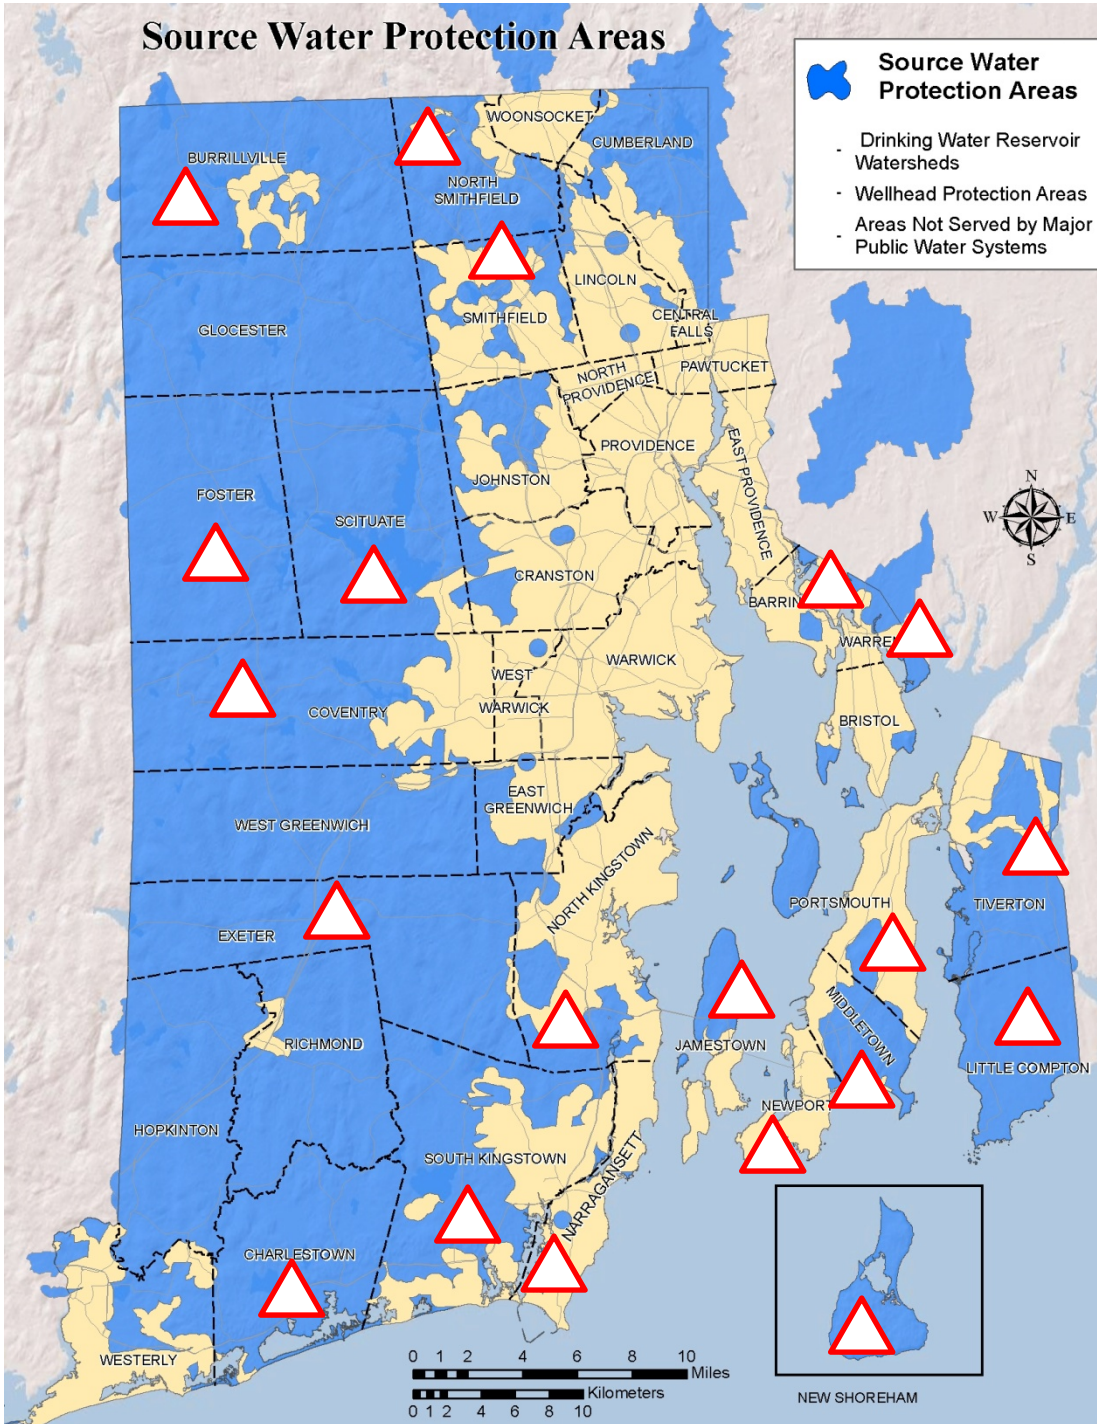 Source Water Protection Areas
Source Water
Protection Areas
- Drinking Water Reservoir
Watersheds
- Wellhead Protection Areas
- Areas Not Served by Major
Public Water Systems
WOONSOCKET
CUMBERLAND
BURRILLVILLE
NORTH
SMITHFIELD
LINCOLN
SMITHFIELD
CENTRAL
FALLS
GLOCESTER
NORTH
PROVIDENCE
PAWTUCKET
PROVIDENCE
EAST PROVIDENCE
JOHNSTON
FOSTER
SCITUATE
N
W E
S
CRANSTON
BARRIN
WARREN
WARWICK
WEST
WARWICK
COVENTRY
BRISTOL
EAST
GREENWICH
WEST GREENWICH
NORTH KINGSTOWN
PORTSMOUTH
TIVERTON
EXETER
MIDDLETOWN
RICHMOND
JAMESTOWN
LITTLE COMPTON
NEWPORT
HOPKINTON
SOUTH KINGSTOWN
NARRAGANSETT
CHARLESTOWN
WESTERLY
0 1 2 4 6 8 10
Miles
Kilometers
0 1 2 4 6 8 10
NEW SHOREHAM